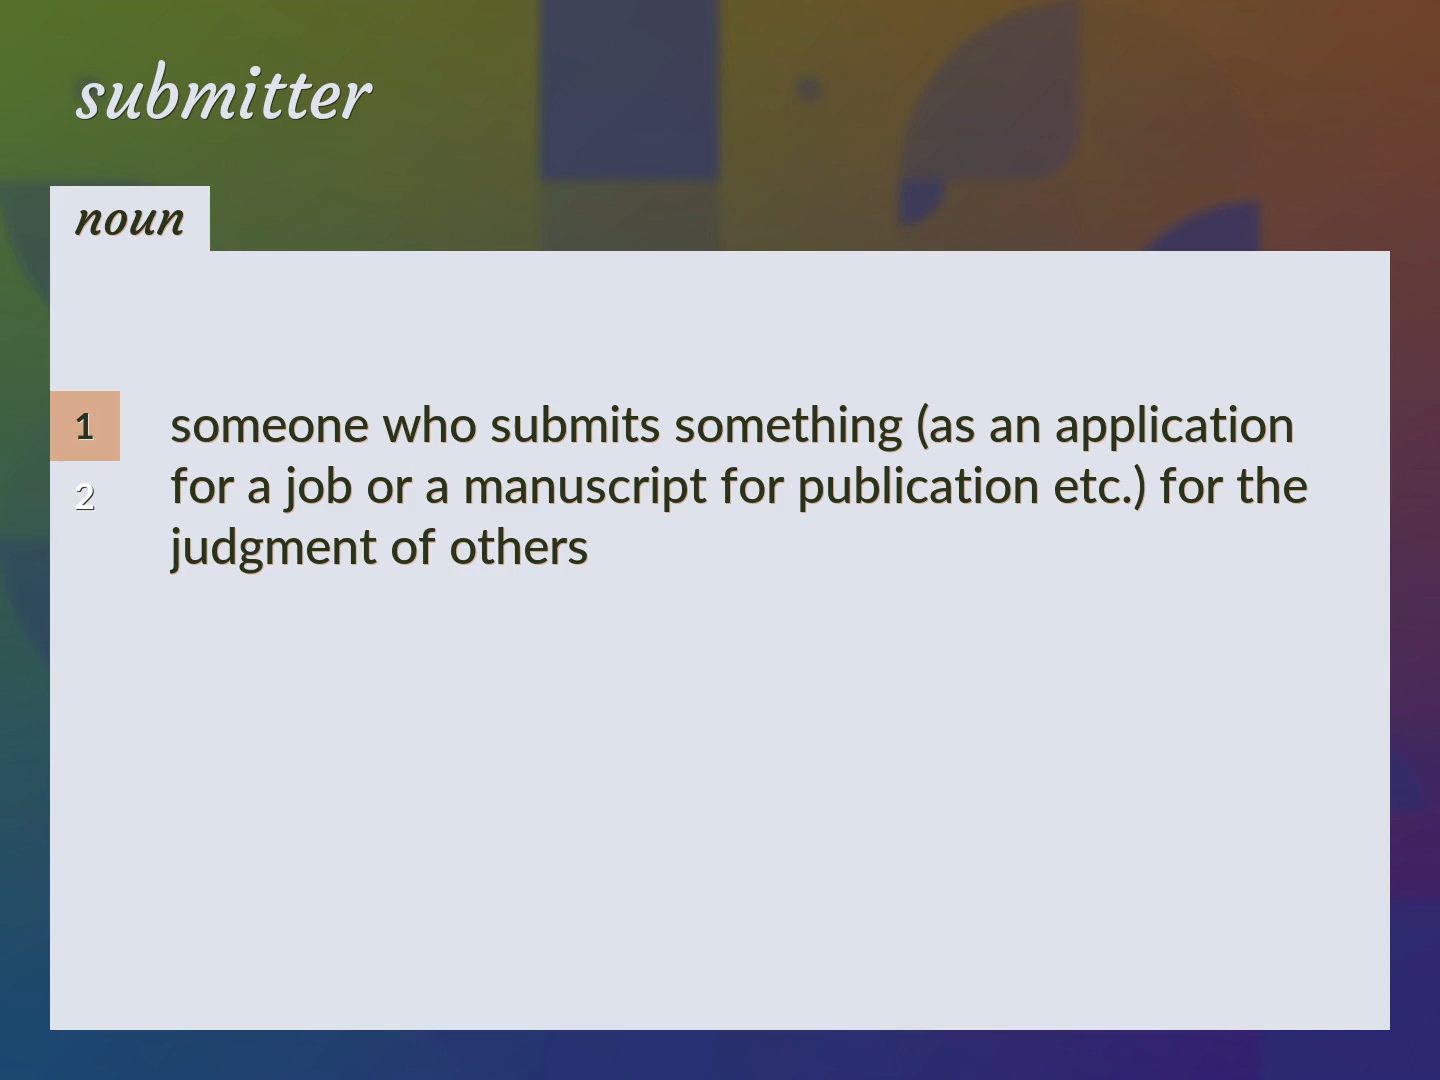 submitter
noun
1 someone who submits something (as an application
2 for a job or a manuscript for publication etc.) for the
judgment of others